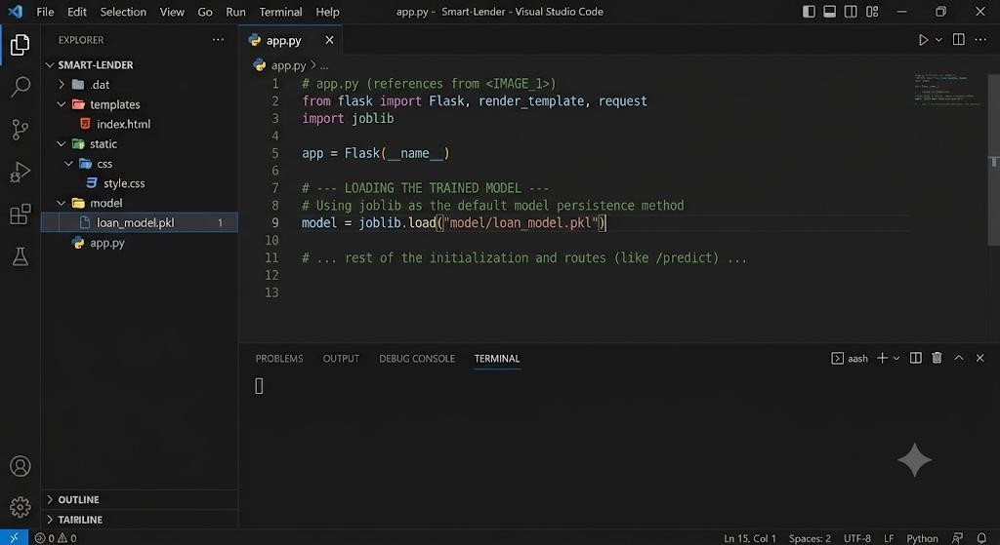 File Edit Selection View Go Run Terminal Help
app.py - Smart-Lender - Visual Studio Code
EXPLORER
SMART-LENDER
.dat
templates
index.html
static
css
style.css
model
loan_model.pkl 1
app.py
OUTLINE
TAIRILINE
app.py
app.py > ...
1 # app.py (references from <IMAGE_1>)
2 from flask import Flask, render_template, request
3 import joblib
4
5 app = Flask(__name__)
6
7 # --- LOADING THE TRAINED MODEL ---
8 # Using joblib as the default model persistence method
9 model = joblib.load("model/loan_model.pkl")
10
11 # ... rest of the initialization and routes (like /predict) ...
12
13
PROBLEMS OUTPUT DEBUG CONSOLE TERMINAL
aash
0 0
Ln 15, Col 1 Spaces: 2 UTF-8 LF Python